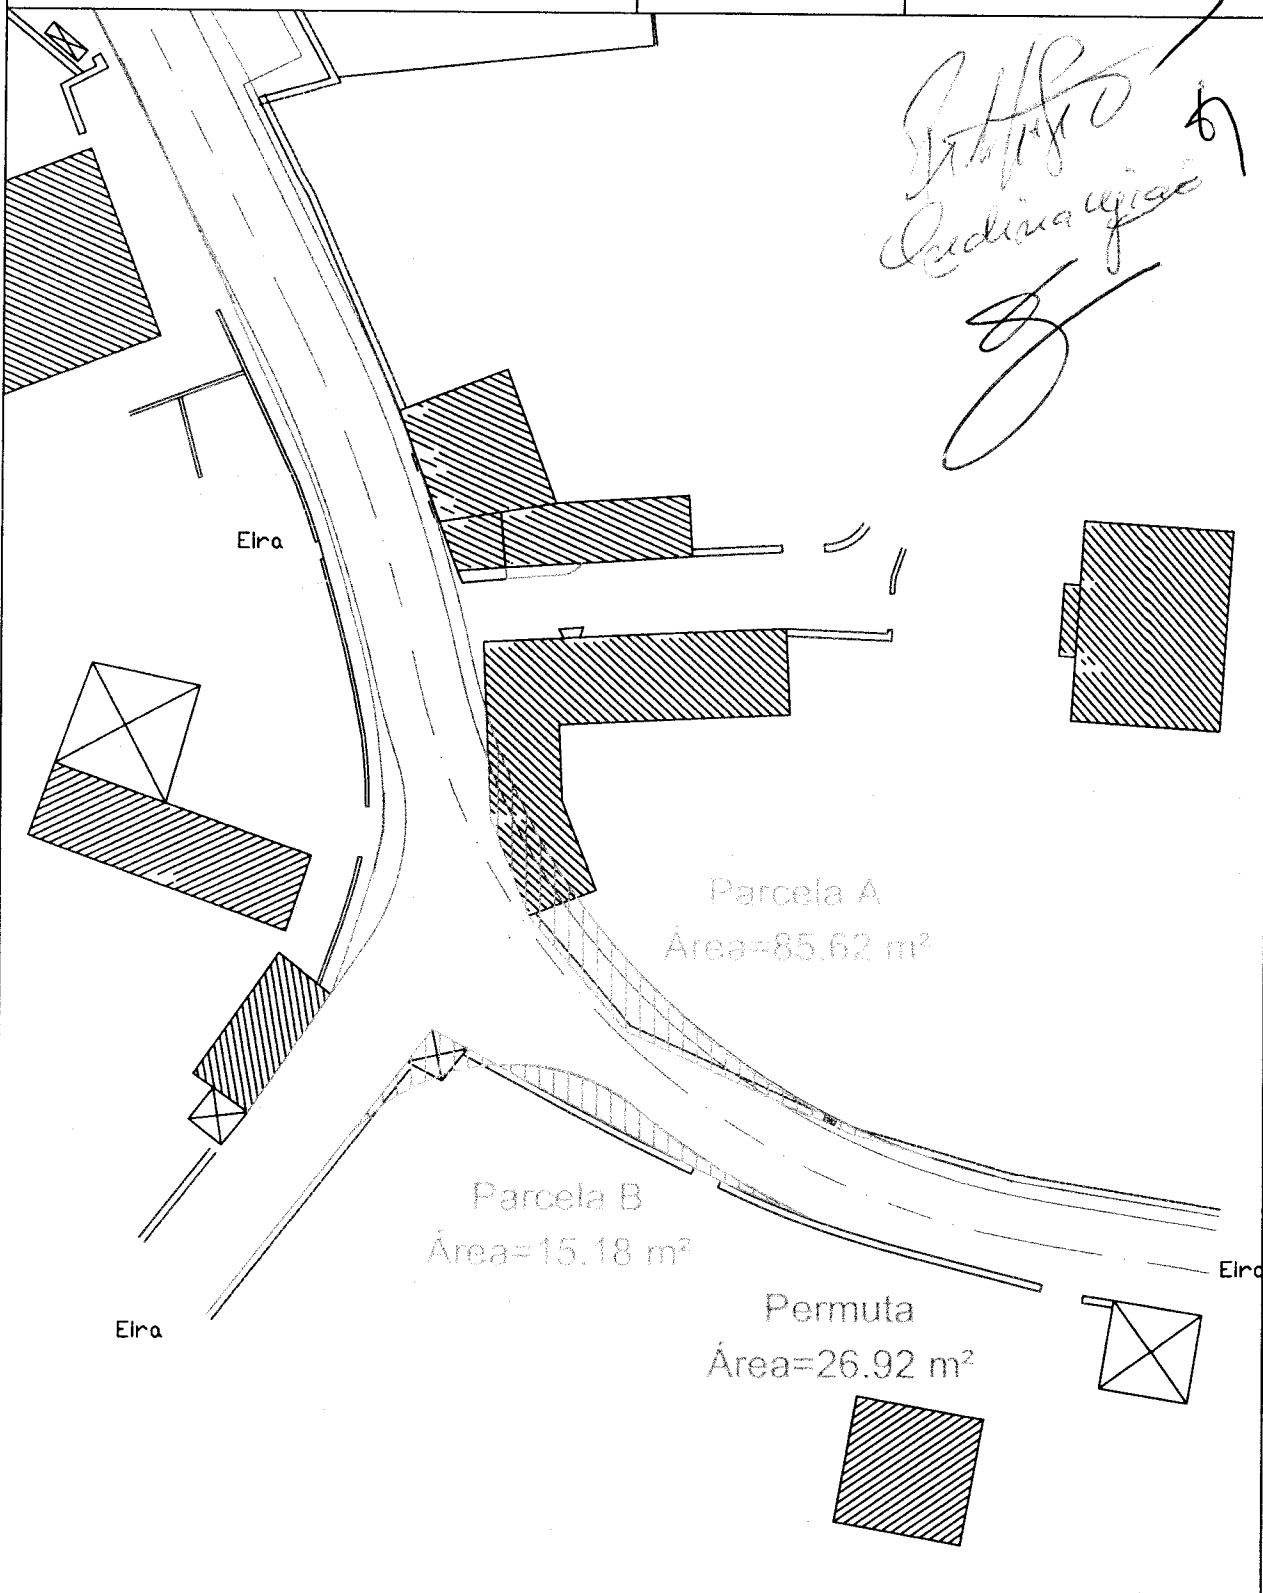 Eira
Parcela A
Área=85.62 m²
Parcela B
Área=15.18 m²
Eira
Permuta
Área=26.92 m²
Eira